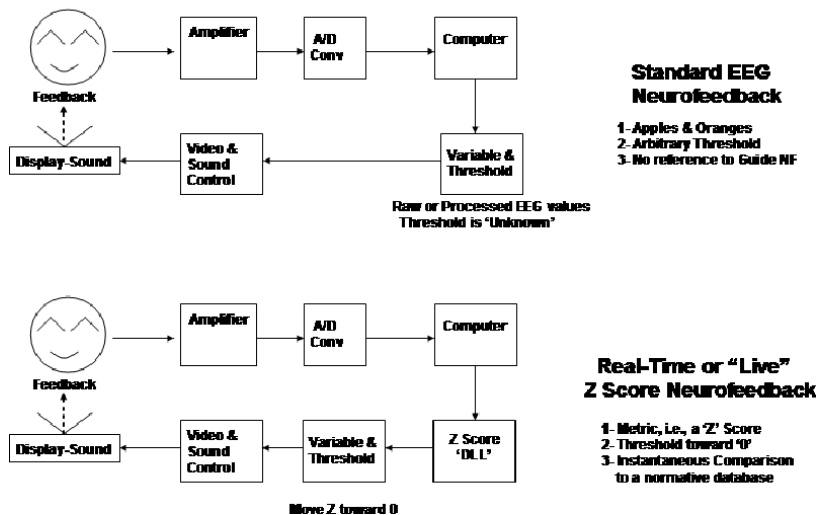 Amplifier
A/D
Conv
Computer
Feedback
Display-Sound
Video &
Sound
Control
Variable &
Threshold
Raw or Processed EEG values
Threshold is ‘Unknown’
Standard EEG
Neurofeedback
1- Apples & Oranges
2- Arbitrary Threshold
3- No reference to Guide NF
Amplifier
A/D
Conv
Computer
Feedback
Display-Sound
Video &
Sound
Control
Variable &
Threshold
Z Score
‘DLL’
Move Z toward 0
Real-Time or “Live”
Z Score Neurofeedback
1- Metric, i.e., a ‘Z’ Score
2- Threshold toward ‘0’
3- Instantaneous Comparison
to a normative database